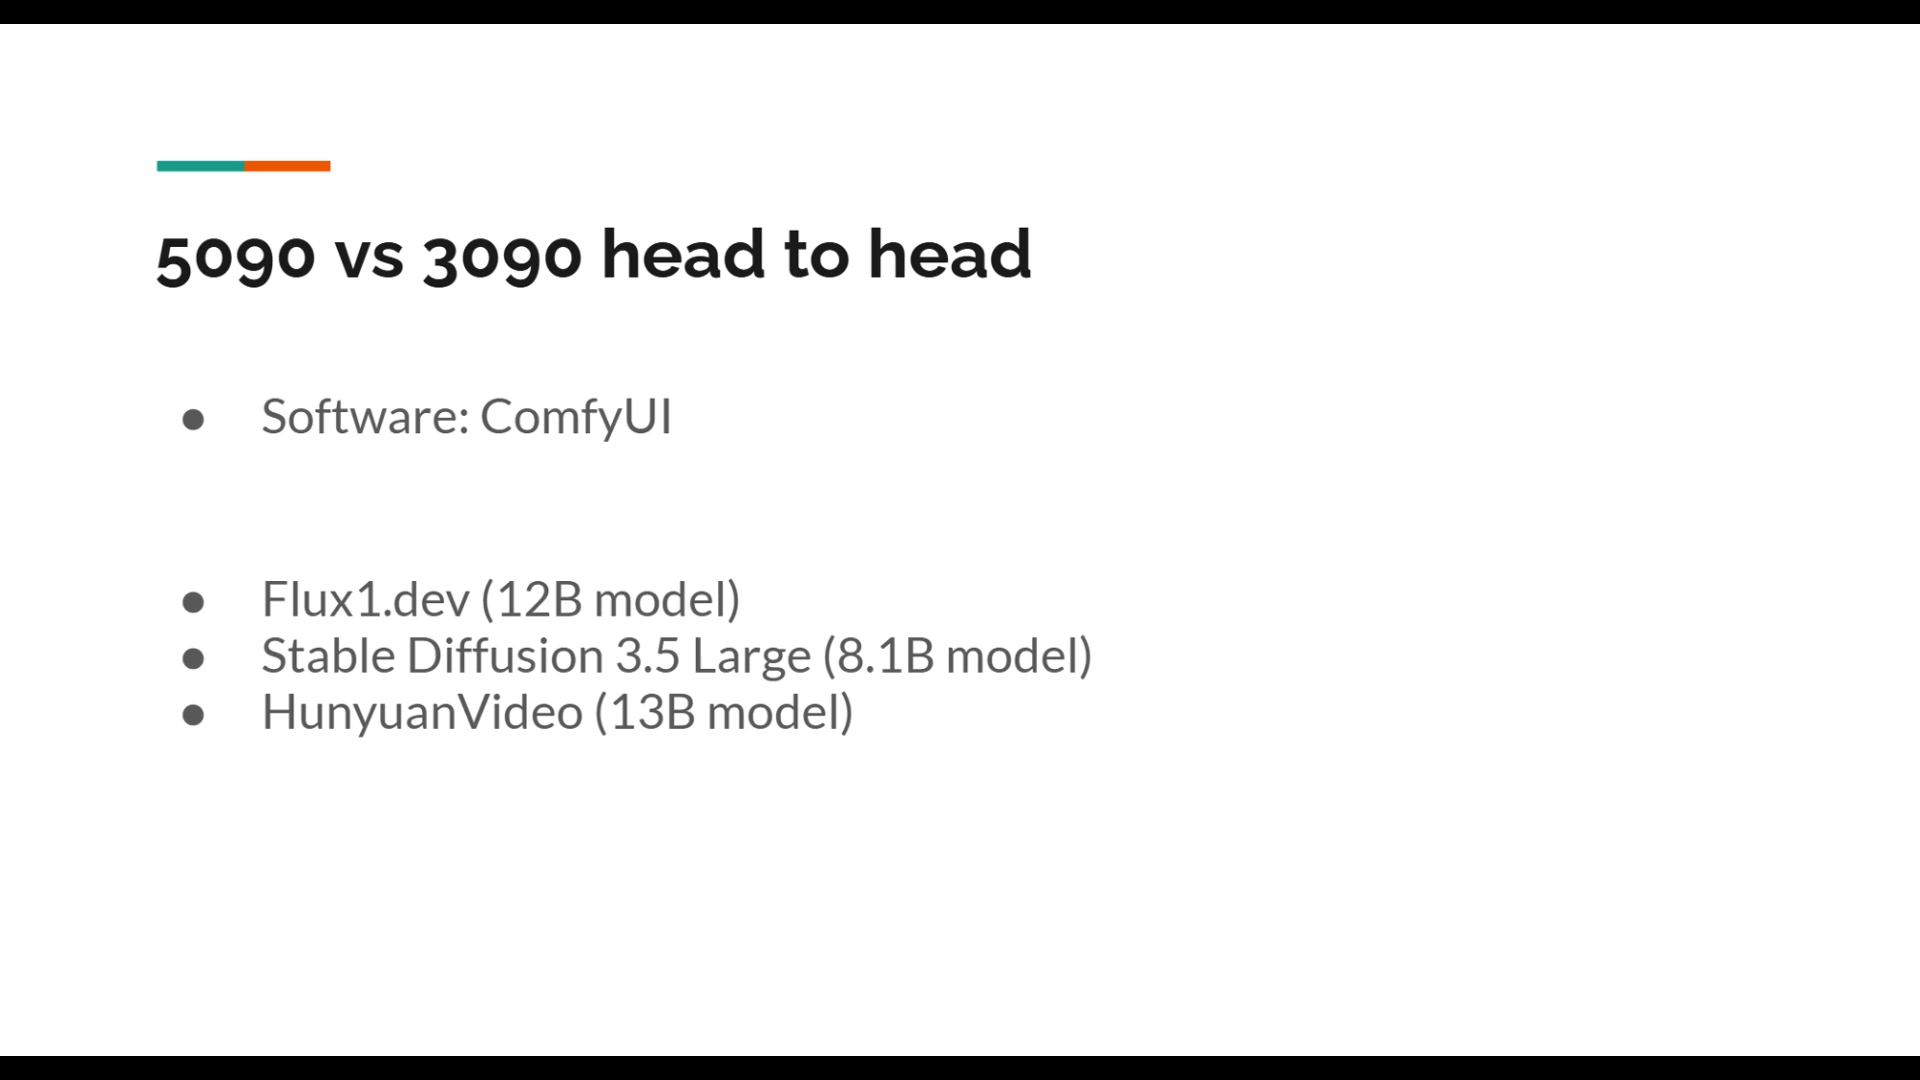 5090 vs 3090 head to head
● Software: ComfyUI
● Flux1.dev (12B model)
● Stable Diffusion 3.5 Large (8.1B model)
● HunyuanVideo (13B model)